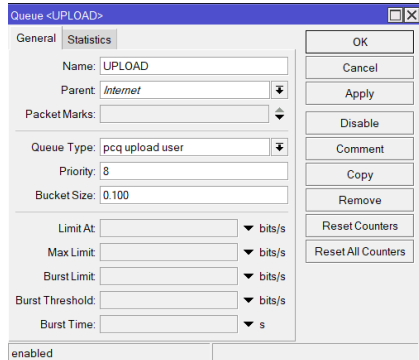 Queue <UPLOAD>
General Statistics
Name: UPLOAD
Parent: Internet
Packet Marks:
Queue Type: pcq upload user
Priority: 8
Bucket Size: 0.100
Limit At: bits/s
Max Limit: bits/s
Burst Limit: bits/s
Burst Threshold: bits/s
Burst Time: s
enabled
OK
Cancel
Apply
Disable
Comment
Copy
Remove
Reset Counters
Reset All Counters